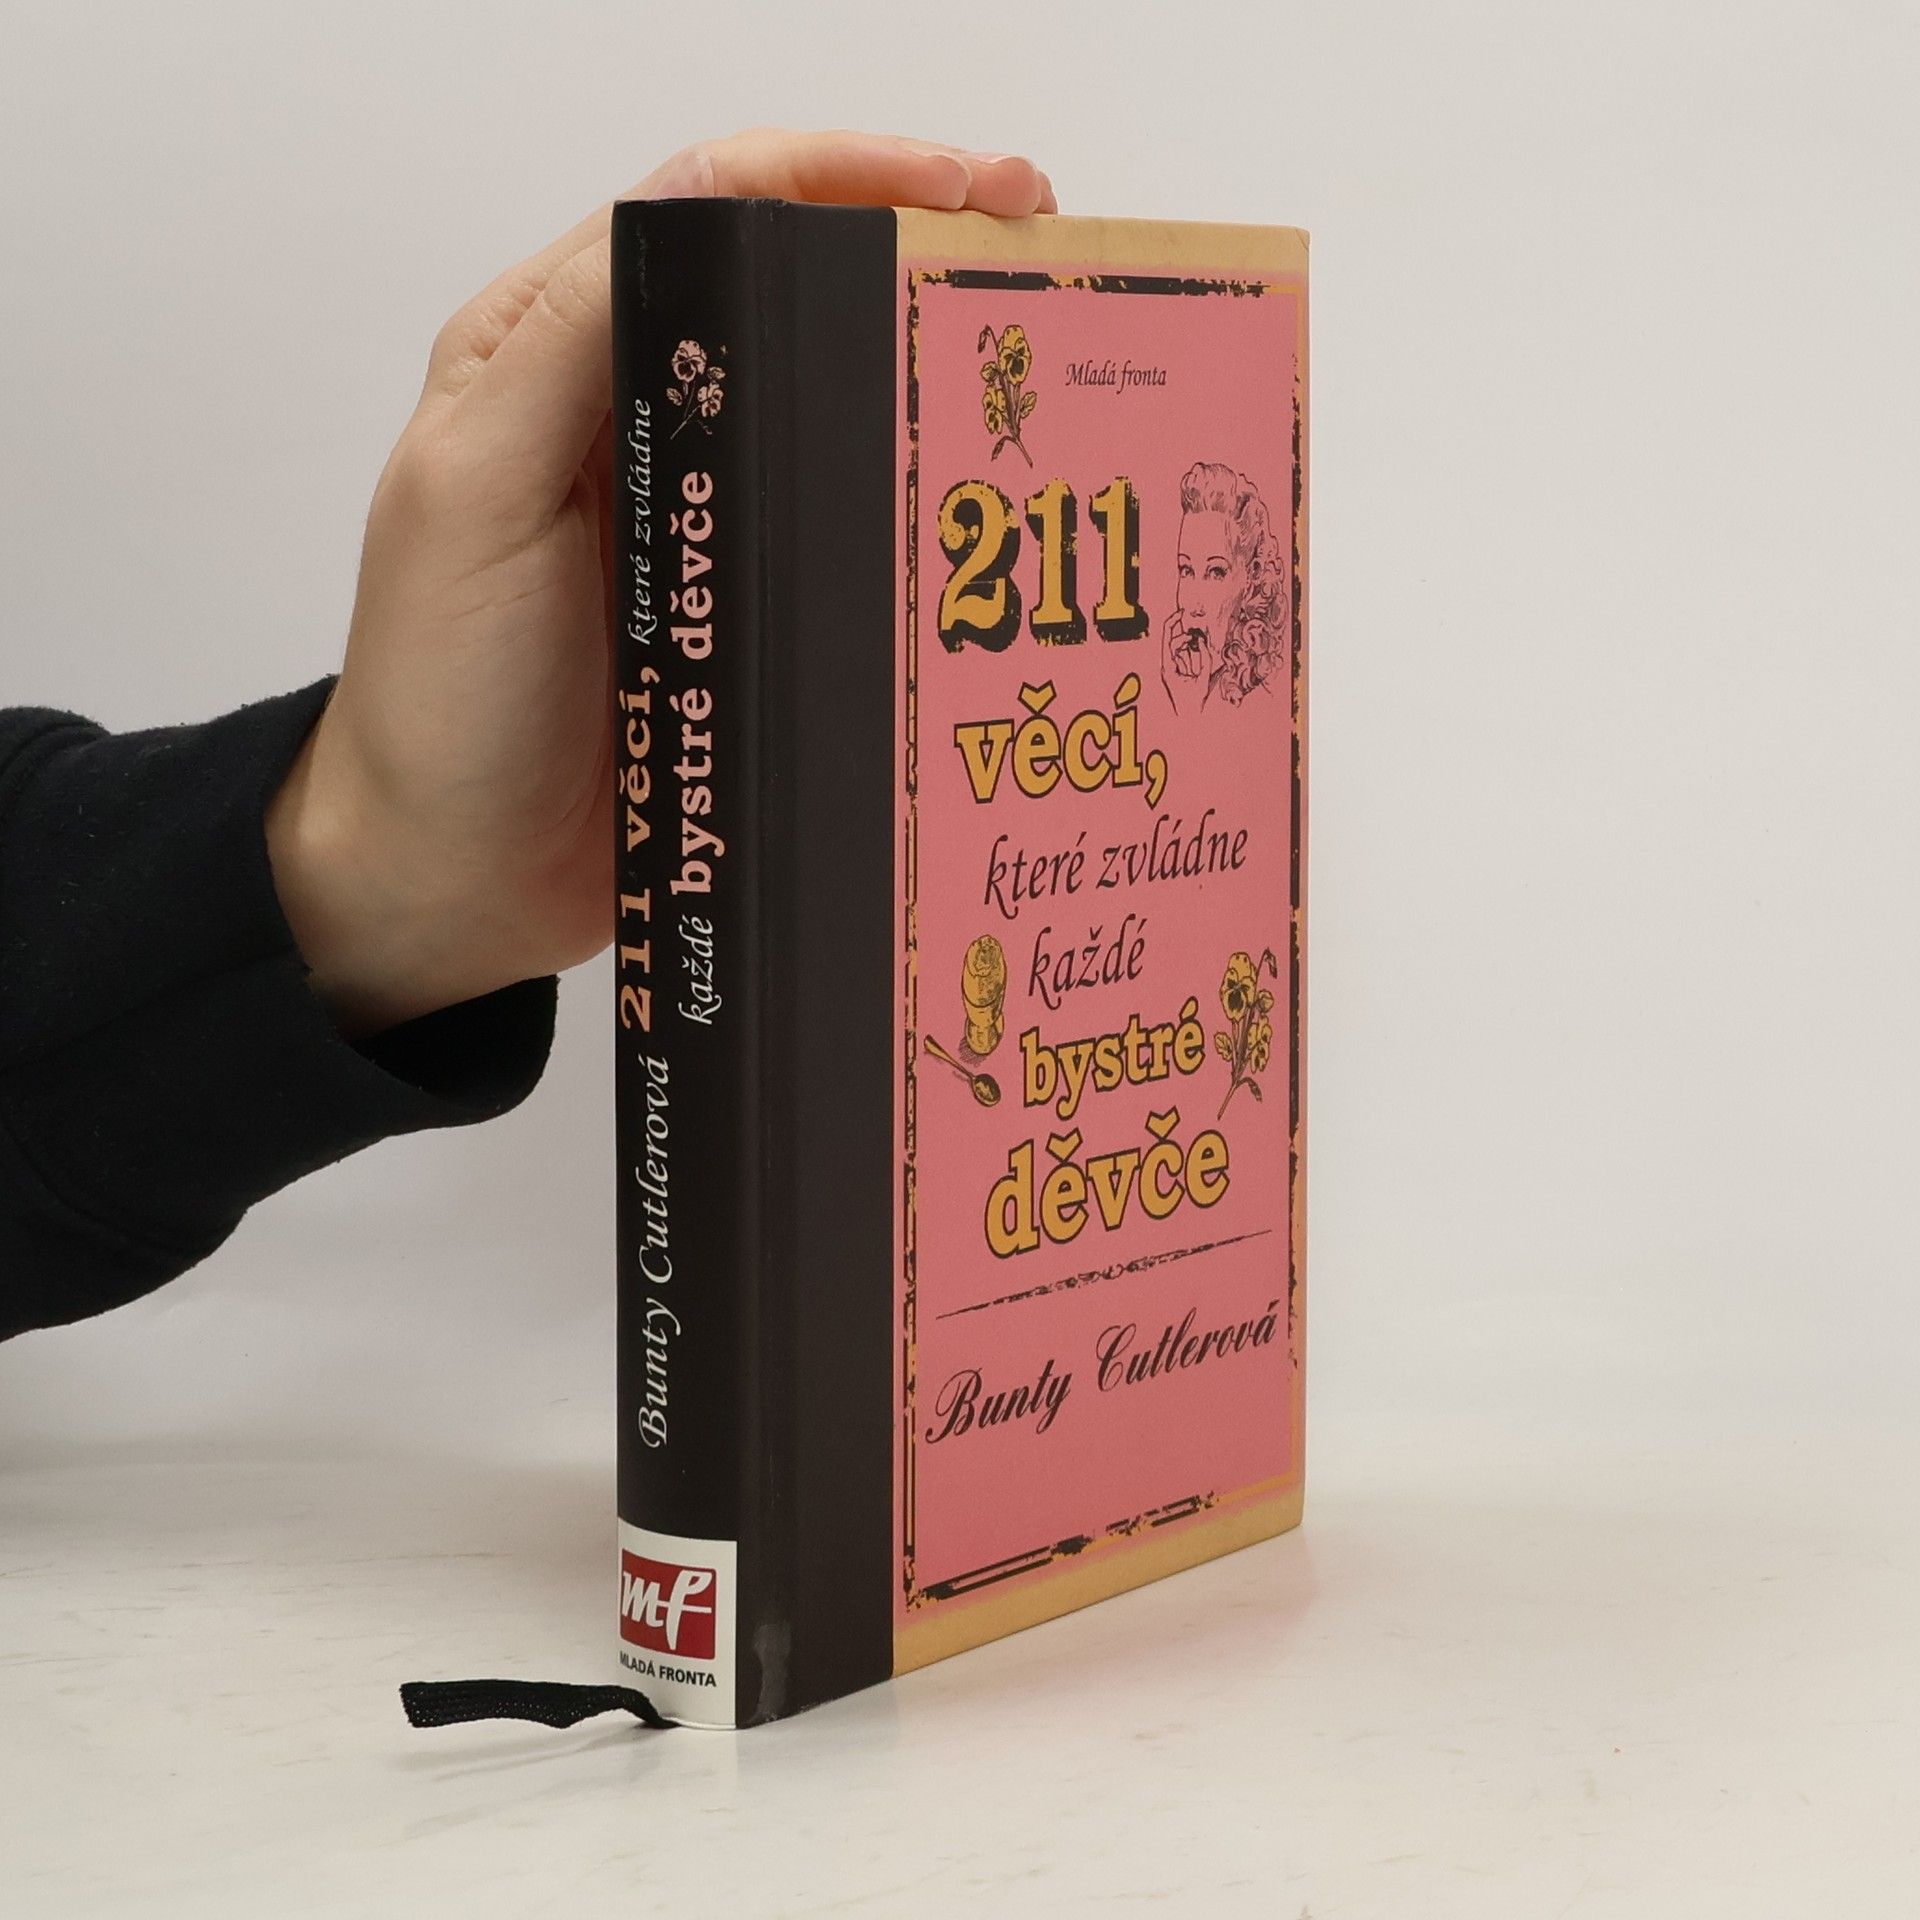 Bunty Cutlerová 211 věcí, které zvládne
každé bystré děvče
mf
MLADÁ FRONTA
Mladá fronta
211
věcí,
které zvládne
každé
bystré
děvče
Bunty Cutlerová